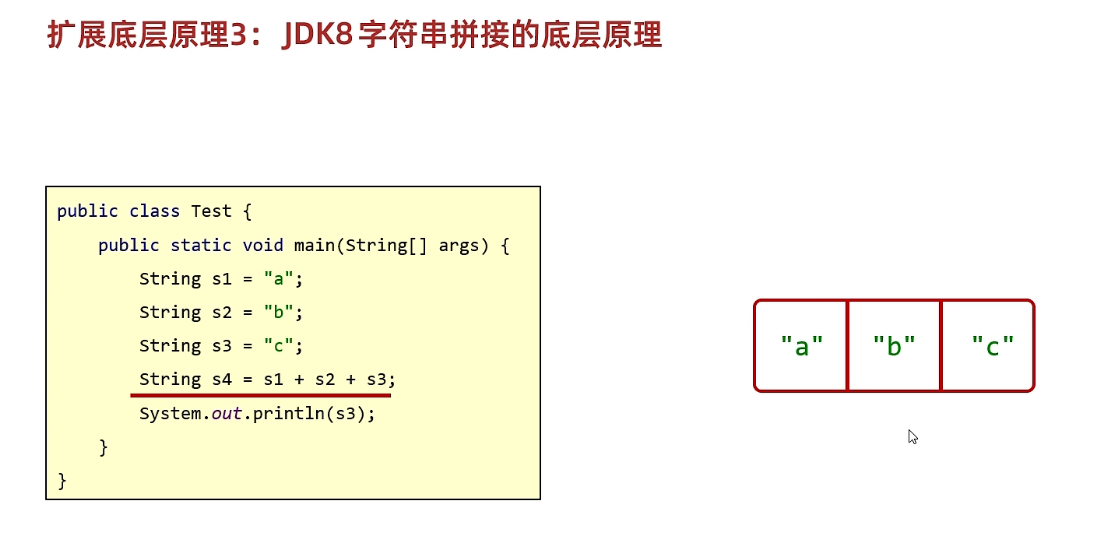 扩展底层原理3：JDK8字符串拼接的底层原理
public class Test {
    public static void main(String[] args) {
        String s1 = "a";
        String s2 = "b";
        String s3 = "c";
        String s4 = s1 + s2 + s3;
        System.out.println(s3);
    }
}
"a" "b" "c"